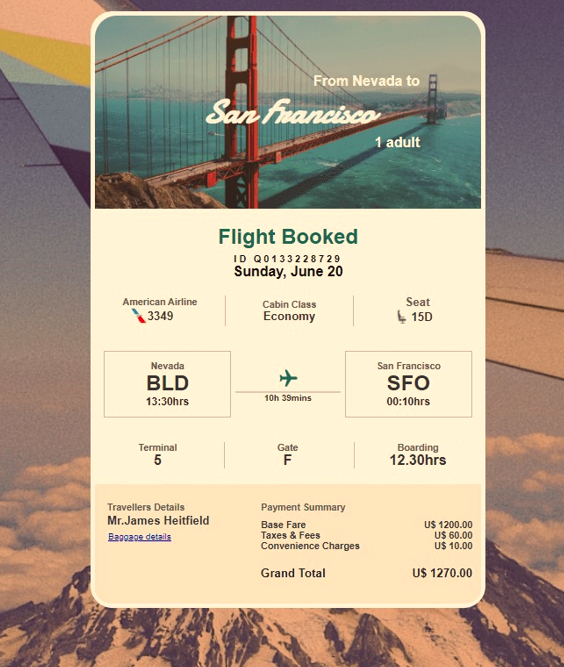 From Nevada to
San Francisco
1 adult
Flight Booked
ID Q0133228729
Sunday, June 20
American Airline
3349
Cabin Class
Economy
Seat
15D
Nevada
BLD
13:30hrs
10h 39mins
San Francisco
SFO
00:10hrs
Terminal
5
Gate
F
Boarding
12.30hrs
Travellers Details
Mr.James Heitfield
Baggage details
Payment Summary
Base Fare U$ 1200.00
Taxes & Fees U$ 60.00
Convenience Charges U$ 10.00
Grand Total U$ 1270.00